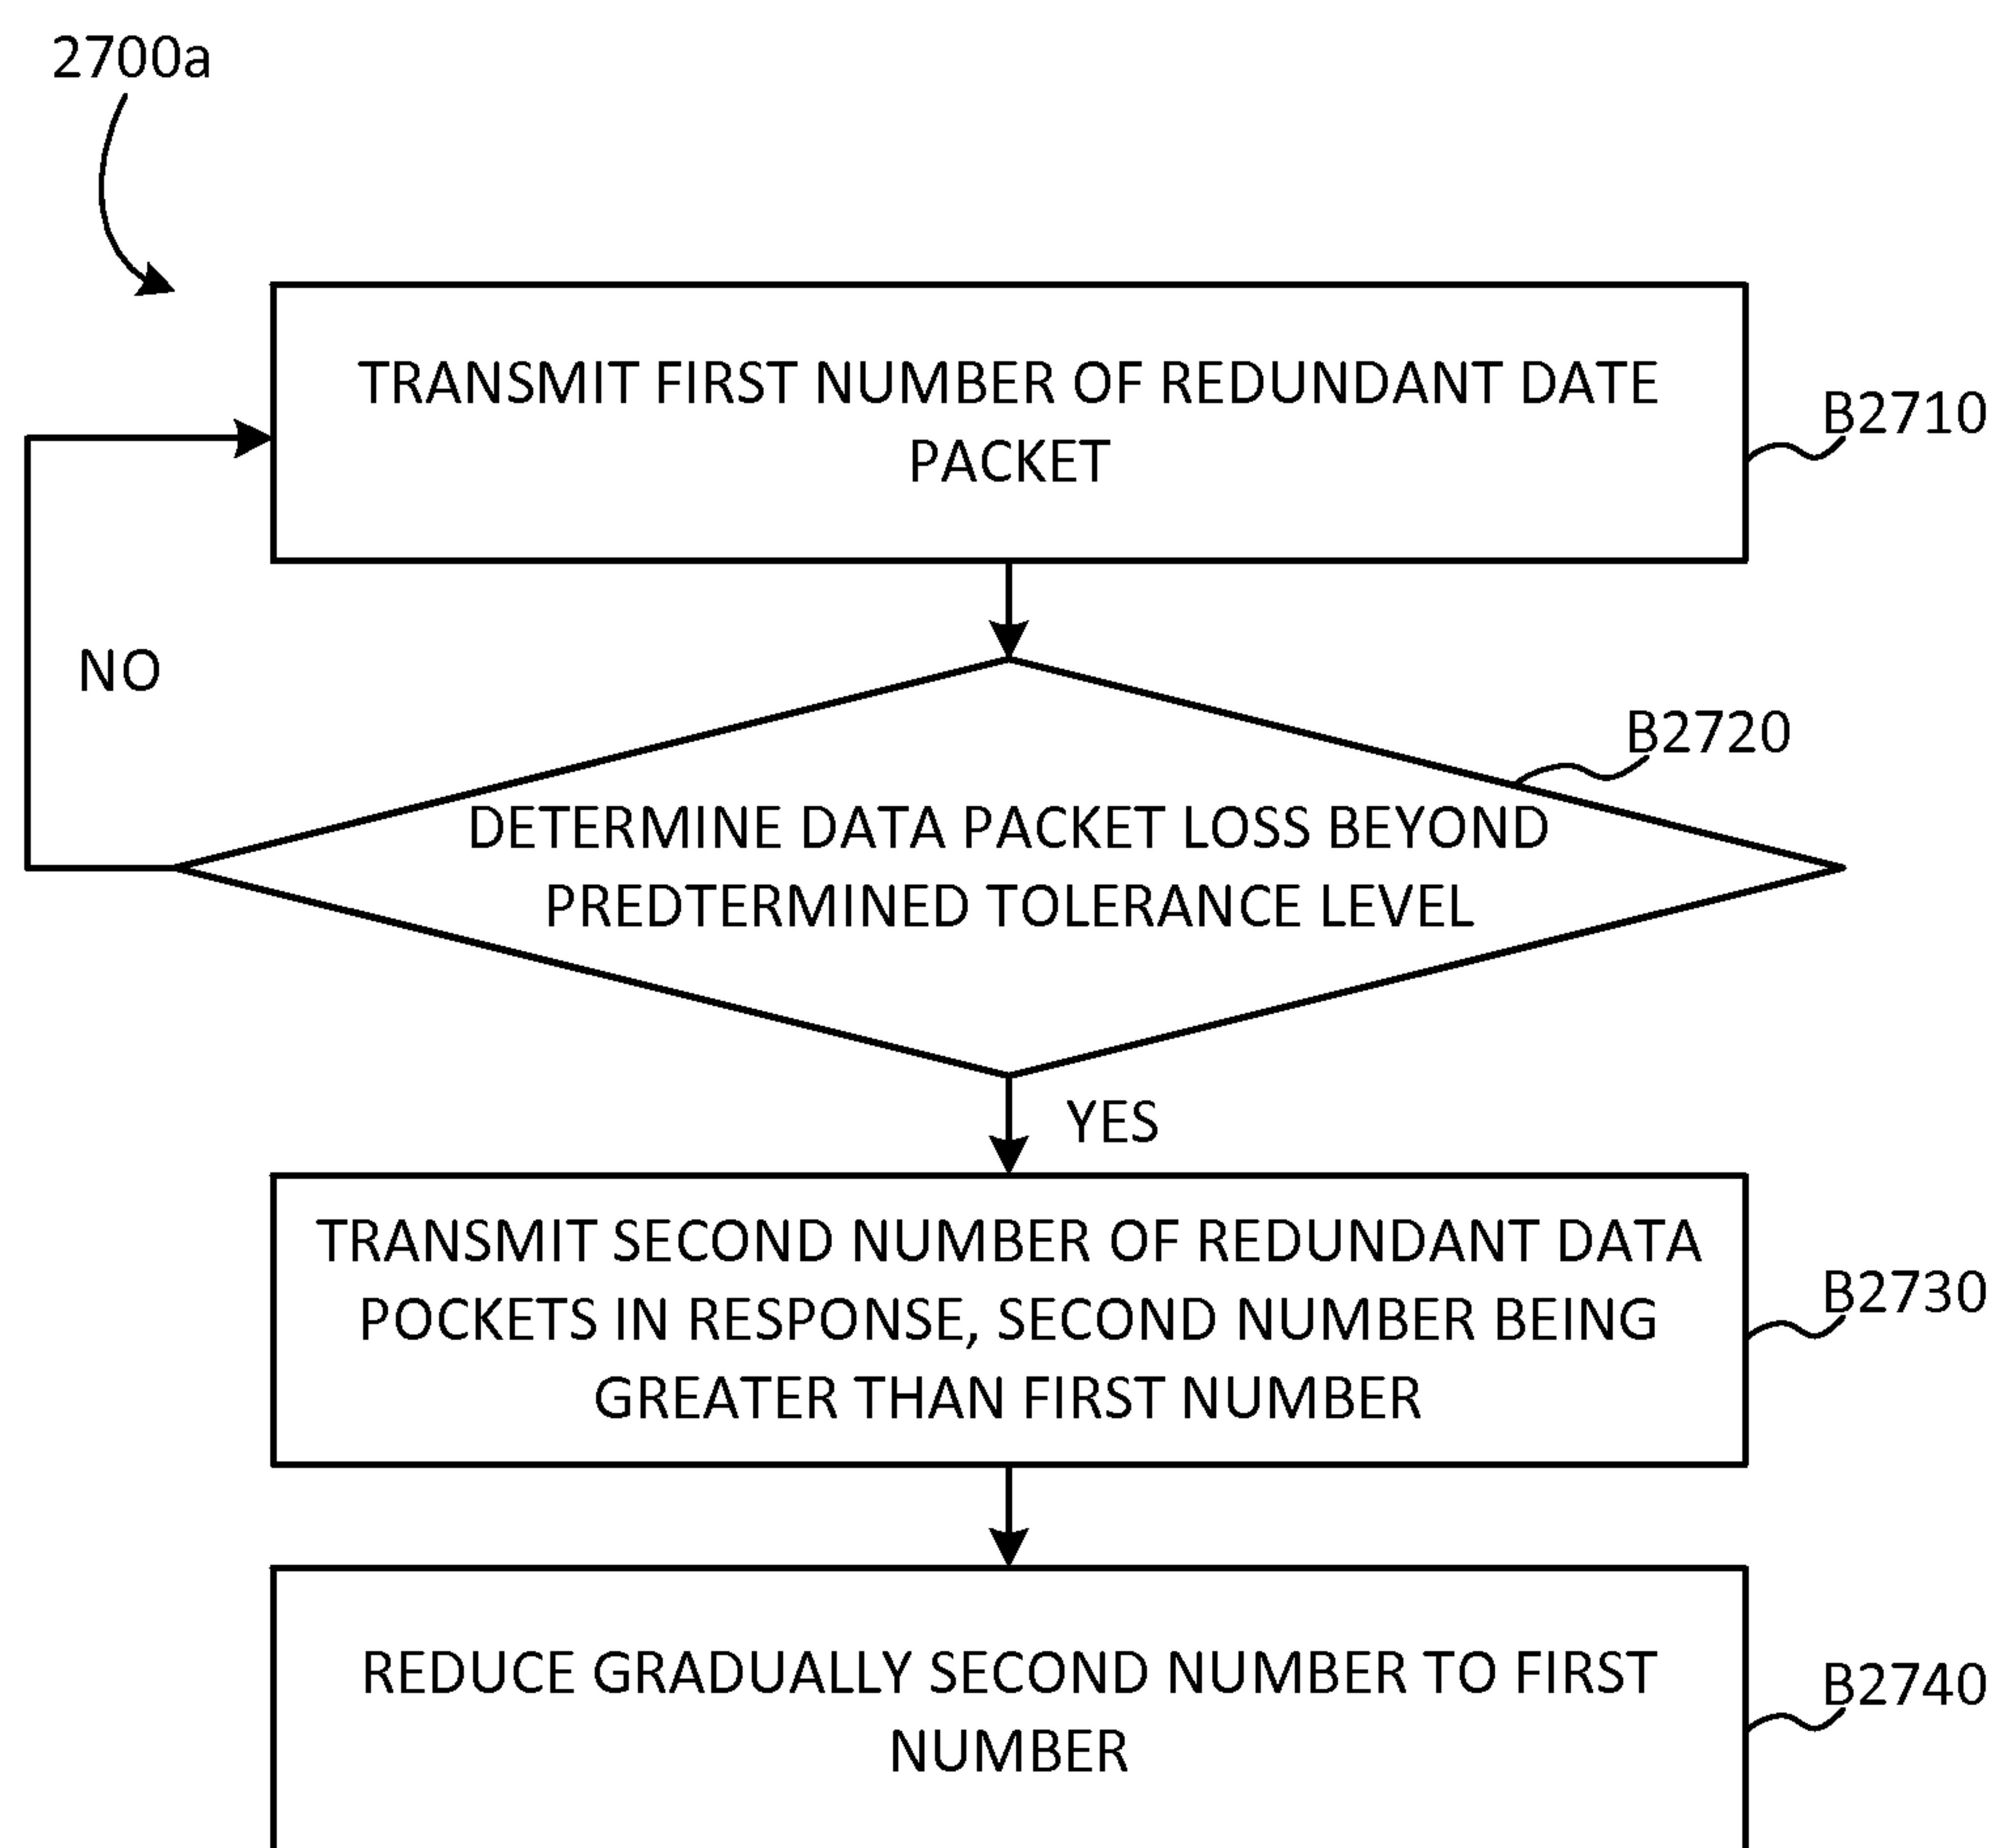 2700a
TRANSMIT FIRST NUMBER OF REDUNDANT DATE
PACKET
B2710
NO
B2720
DETERMINE DATA PACKET LOSS BEYOND
PREDTERMINED TOLERANCE LEVEL
YES
TRANSMIT SECOND NUMBER OF REDUNDANT DATA
POCKETS IN RESPONSE, SECOND NUMBER BEING
GREATER THAN FIRST NUMBER
B2730
REDUCE GRADUALLY SECOND NUMBER TO FIRST
NUMBER
B2740